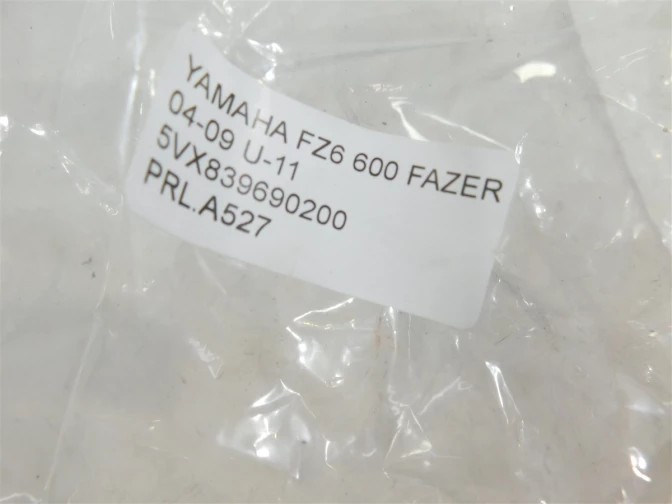 YAMAHA FZ6 600 FAZER
04-09 U-11
5VX839690200
PRL.A527